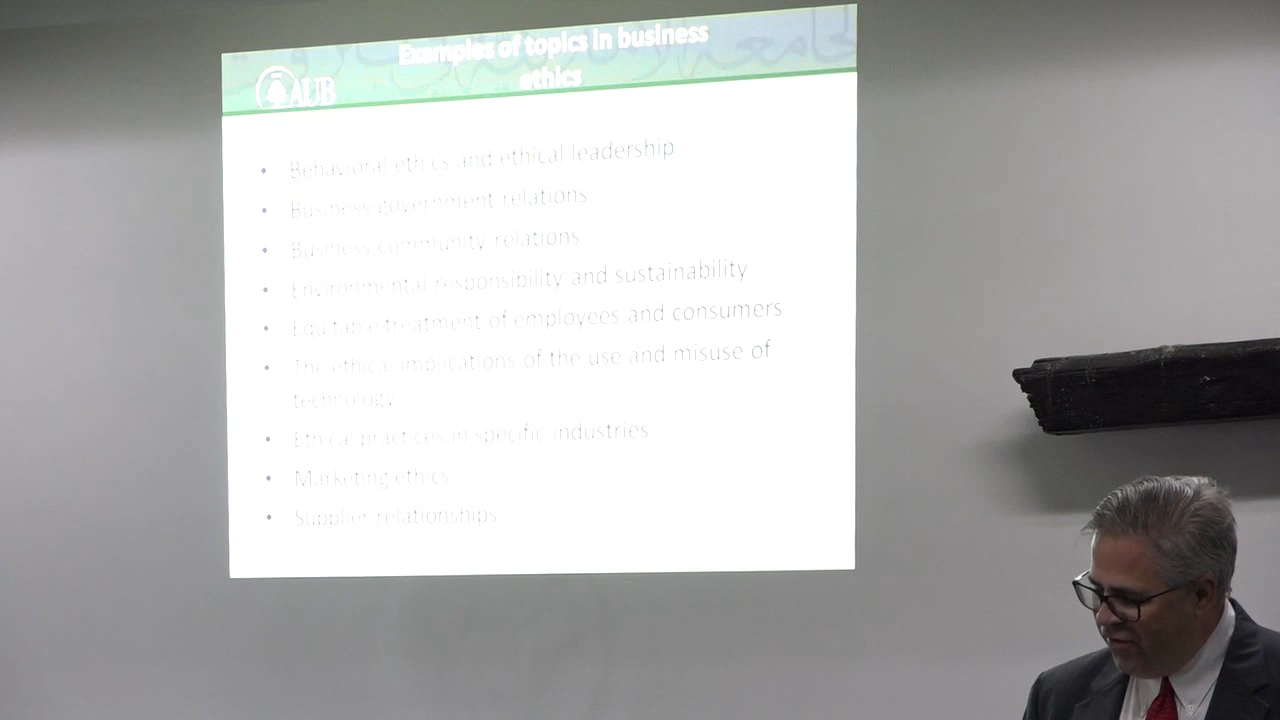 Examples of topics in business
ethics
AUB
• Behavioral ethics and ethical leadership
• Business-government relations
• Business-community relations
• Environmental responsibility and sustainability
• Equitable treatment of employees and consumers
• The ethical implications of the use and misuse of
technology
• Ethical practices in specific industries
• Marketing ethics
• Supplier relationships